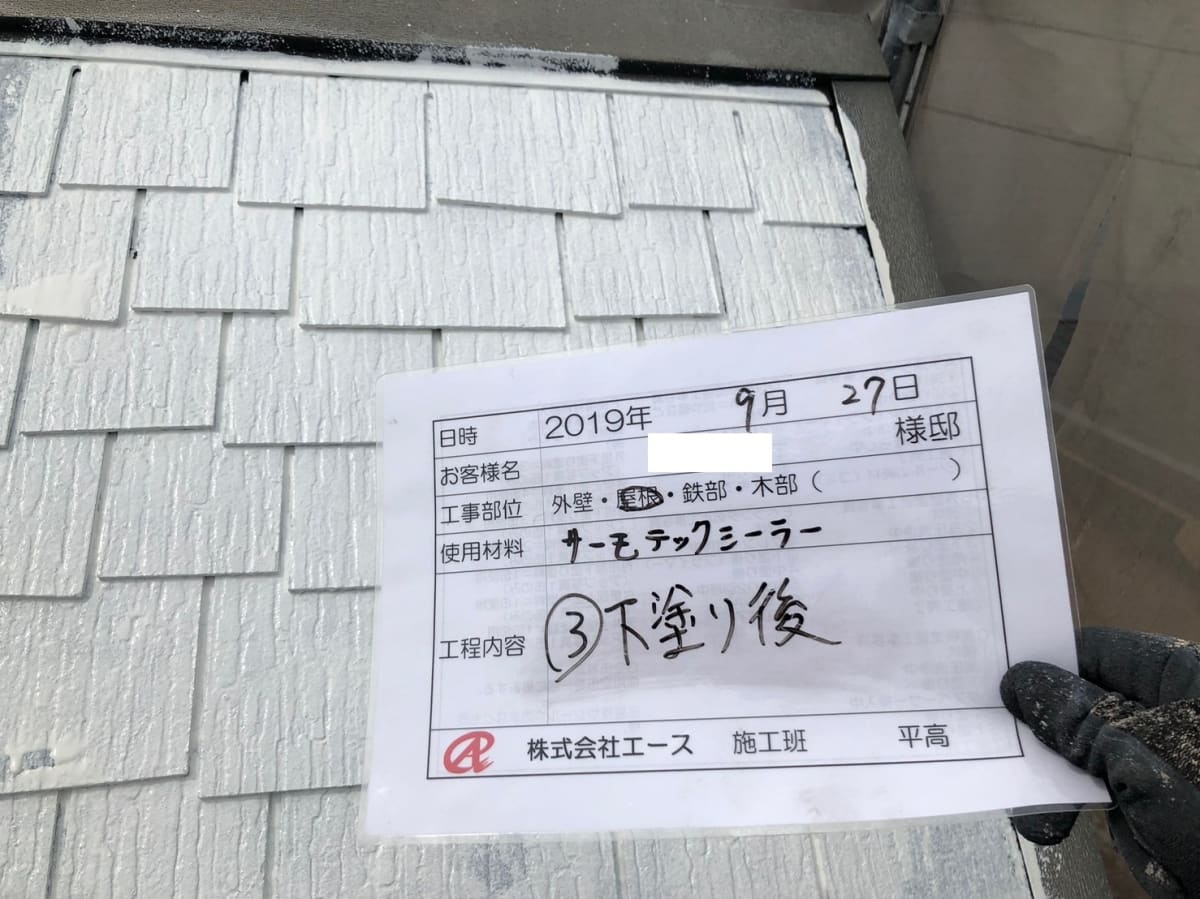 日時 2019年 9月 27日
お客様名 様邸
工事部位 外壁・屋根・鉄部・木部( )
使用材料 サーモテックシーラー
工程内容 ③下塗り後
株式会社エース 施工班 平高